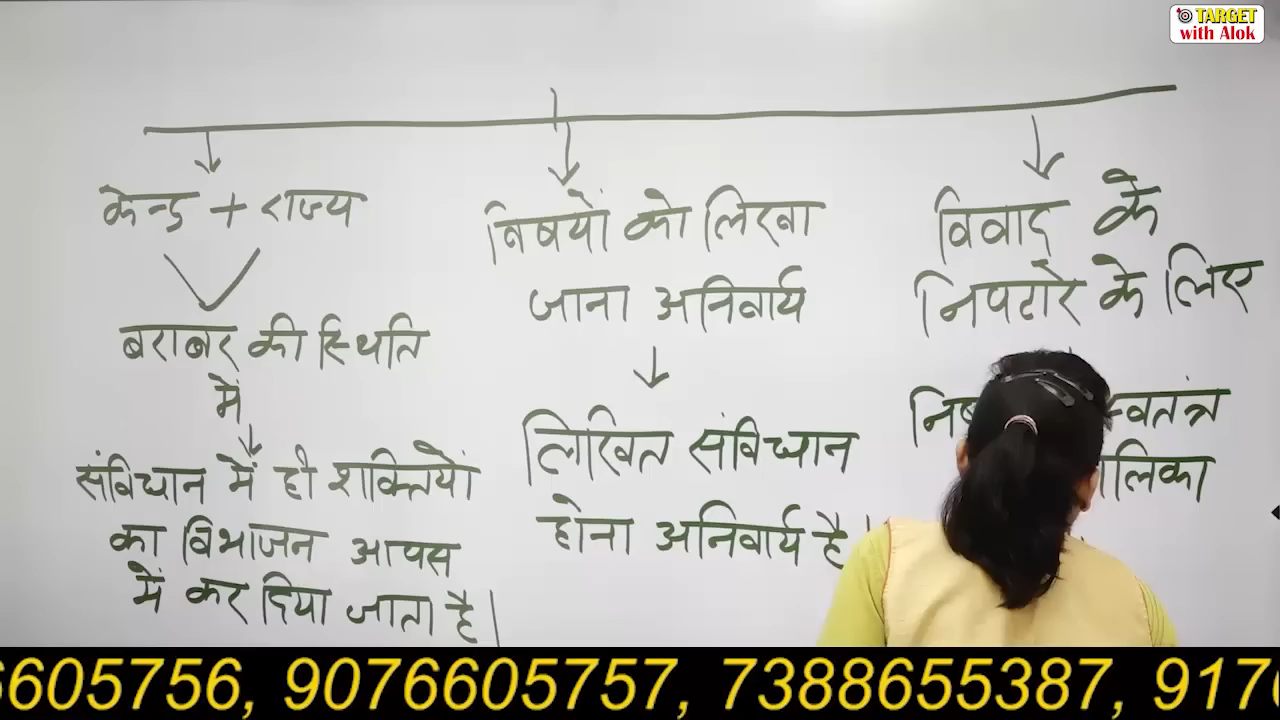 TARGET
with Alok
केन्द्र + राज्य
बराबर की स्थिति
में
संविधान में ही शक्तियों
का विभाजन आपस
में कर दिया जाता है।
विषयों को लिखा
जाना अनिवार्य
लिखित संविधान
होना अनिवार्य है।
विवाद के
निपटारे के लिए
स्वतंत्र
605756, 9076605757, 7388655387, 917